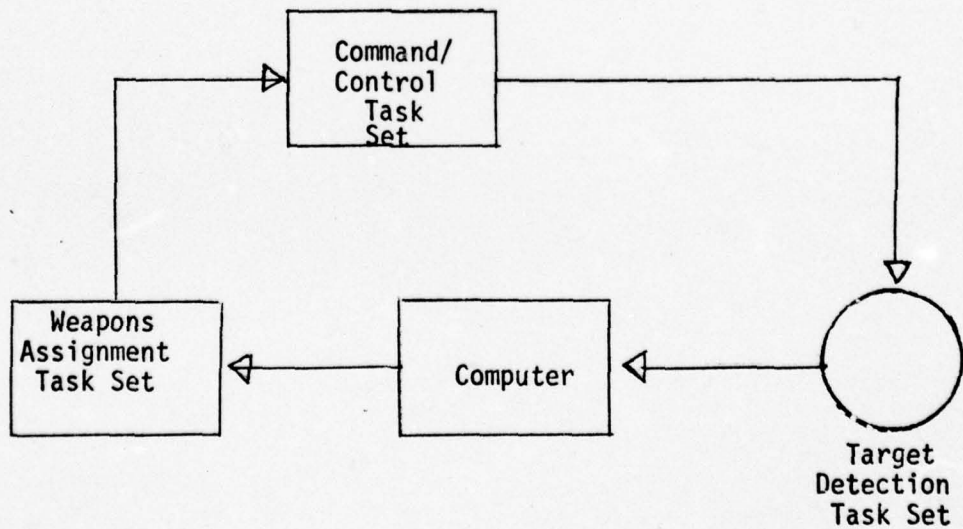 Command/
Control
Task
Set
Weapons
Assignment
Task Set
Computer
Target
Detection
Task Set